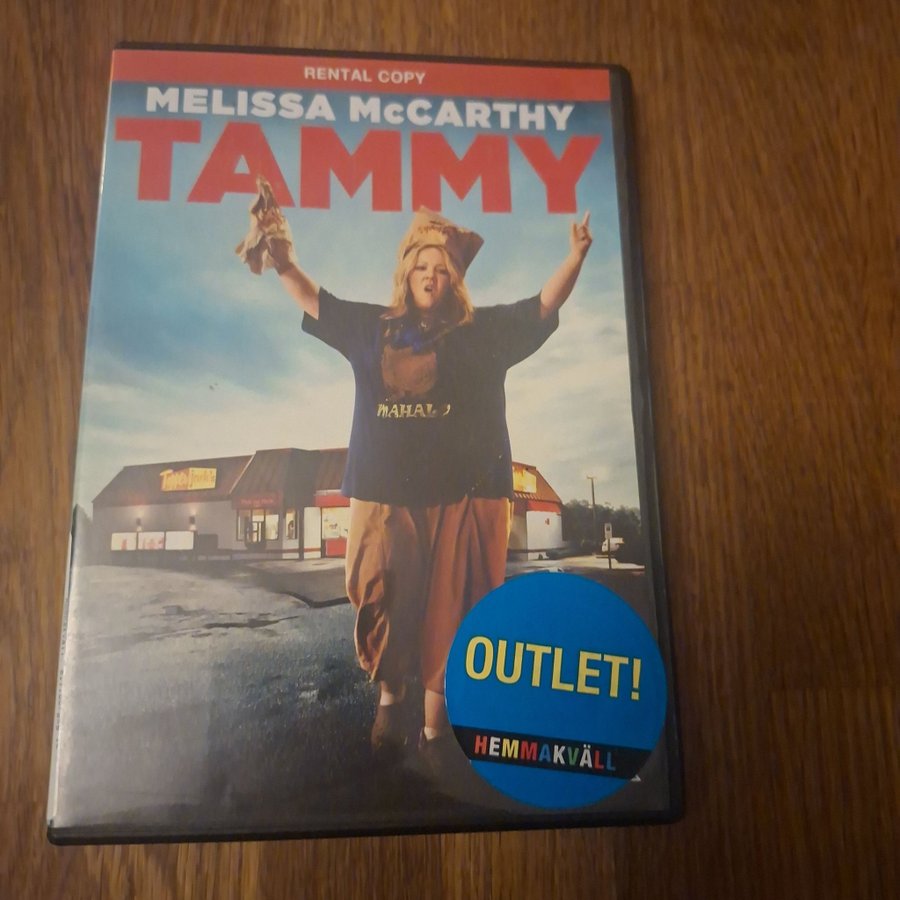 RENTAL COPY
MELISSA McCARTHY
TAMMY
MAHALO
OUTLET!
HEMMAKVÄLL